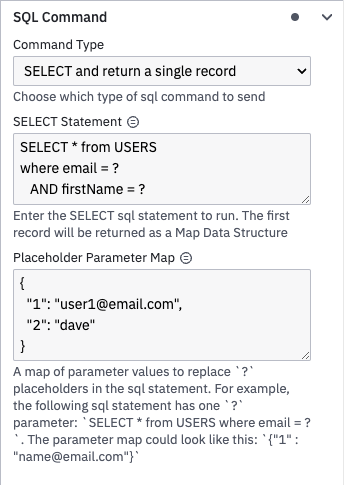 SQL Command
Command Type
SELECT and return a single record
Choose which type of sql command to send
SELECT Statement
SELECT * from USERS
where email = ?
AND firstName = ?
Enter the SELECT sql statement to run. The first
record will be returned as a Map Data Structure
Placeholder Parameter Map
{
"1": "user1@email.com",
"2": "dave"
}
A map of parameter values to replace `?`
placeholders in the sql statement. For example,
the following sql statement has one `?`
parameter: `SELECT * from USERS where email = ?
`. The parameter map could look like this: `{"1" :
"name@email.com"}`